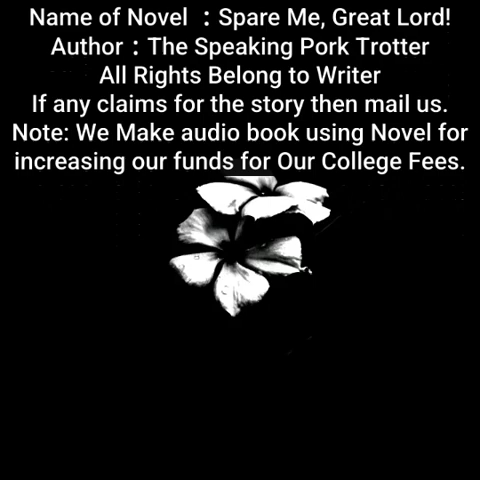 Name of Novel : Spare Me, Great Lord!
Author : The Speaking Pork Trotter
All Rights Belong to Writer
If any claims for the story then mail us.
Note: We Make audio book using Novel for
increasing our funds for Our College Fees.